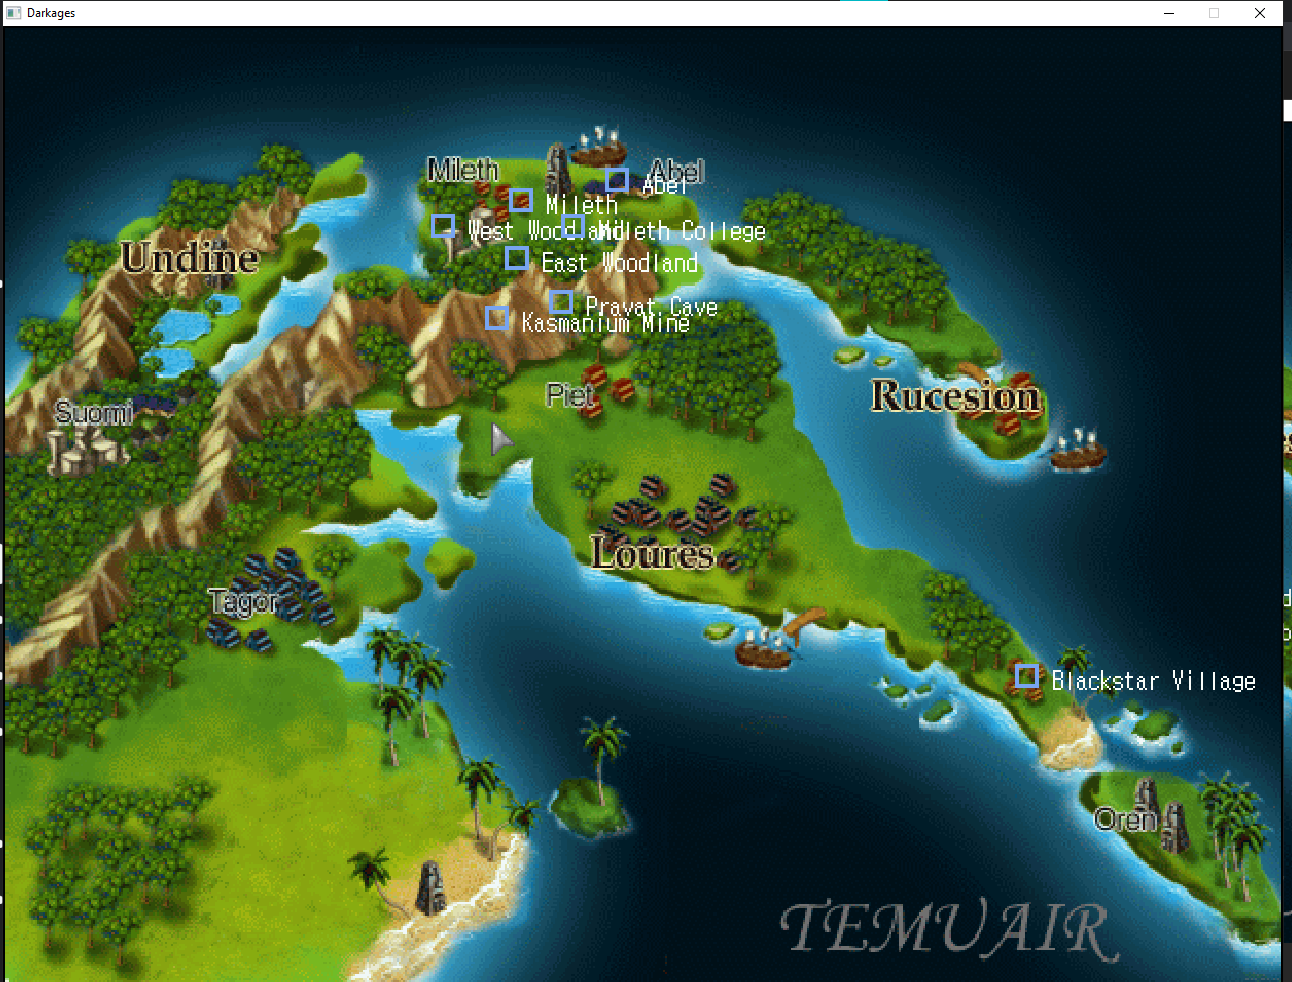 Darkages
Mileth
Abel
Abel
Mileth
West Woodland
Mileth College
Undine
East Woodland
Pravat Cave
Kasmanium Mine
Piet
Rucesion
Suomi
Loures
Tagor
Blackstar Village
Oren
TEMUAIR